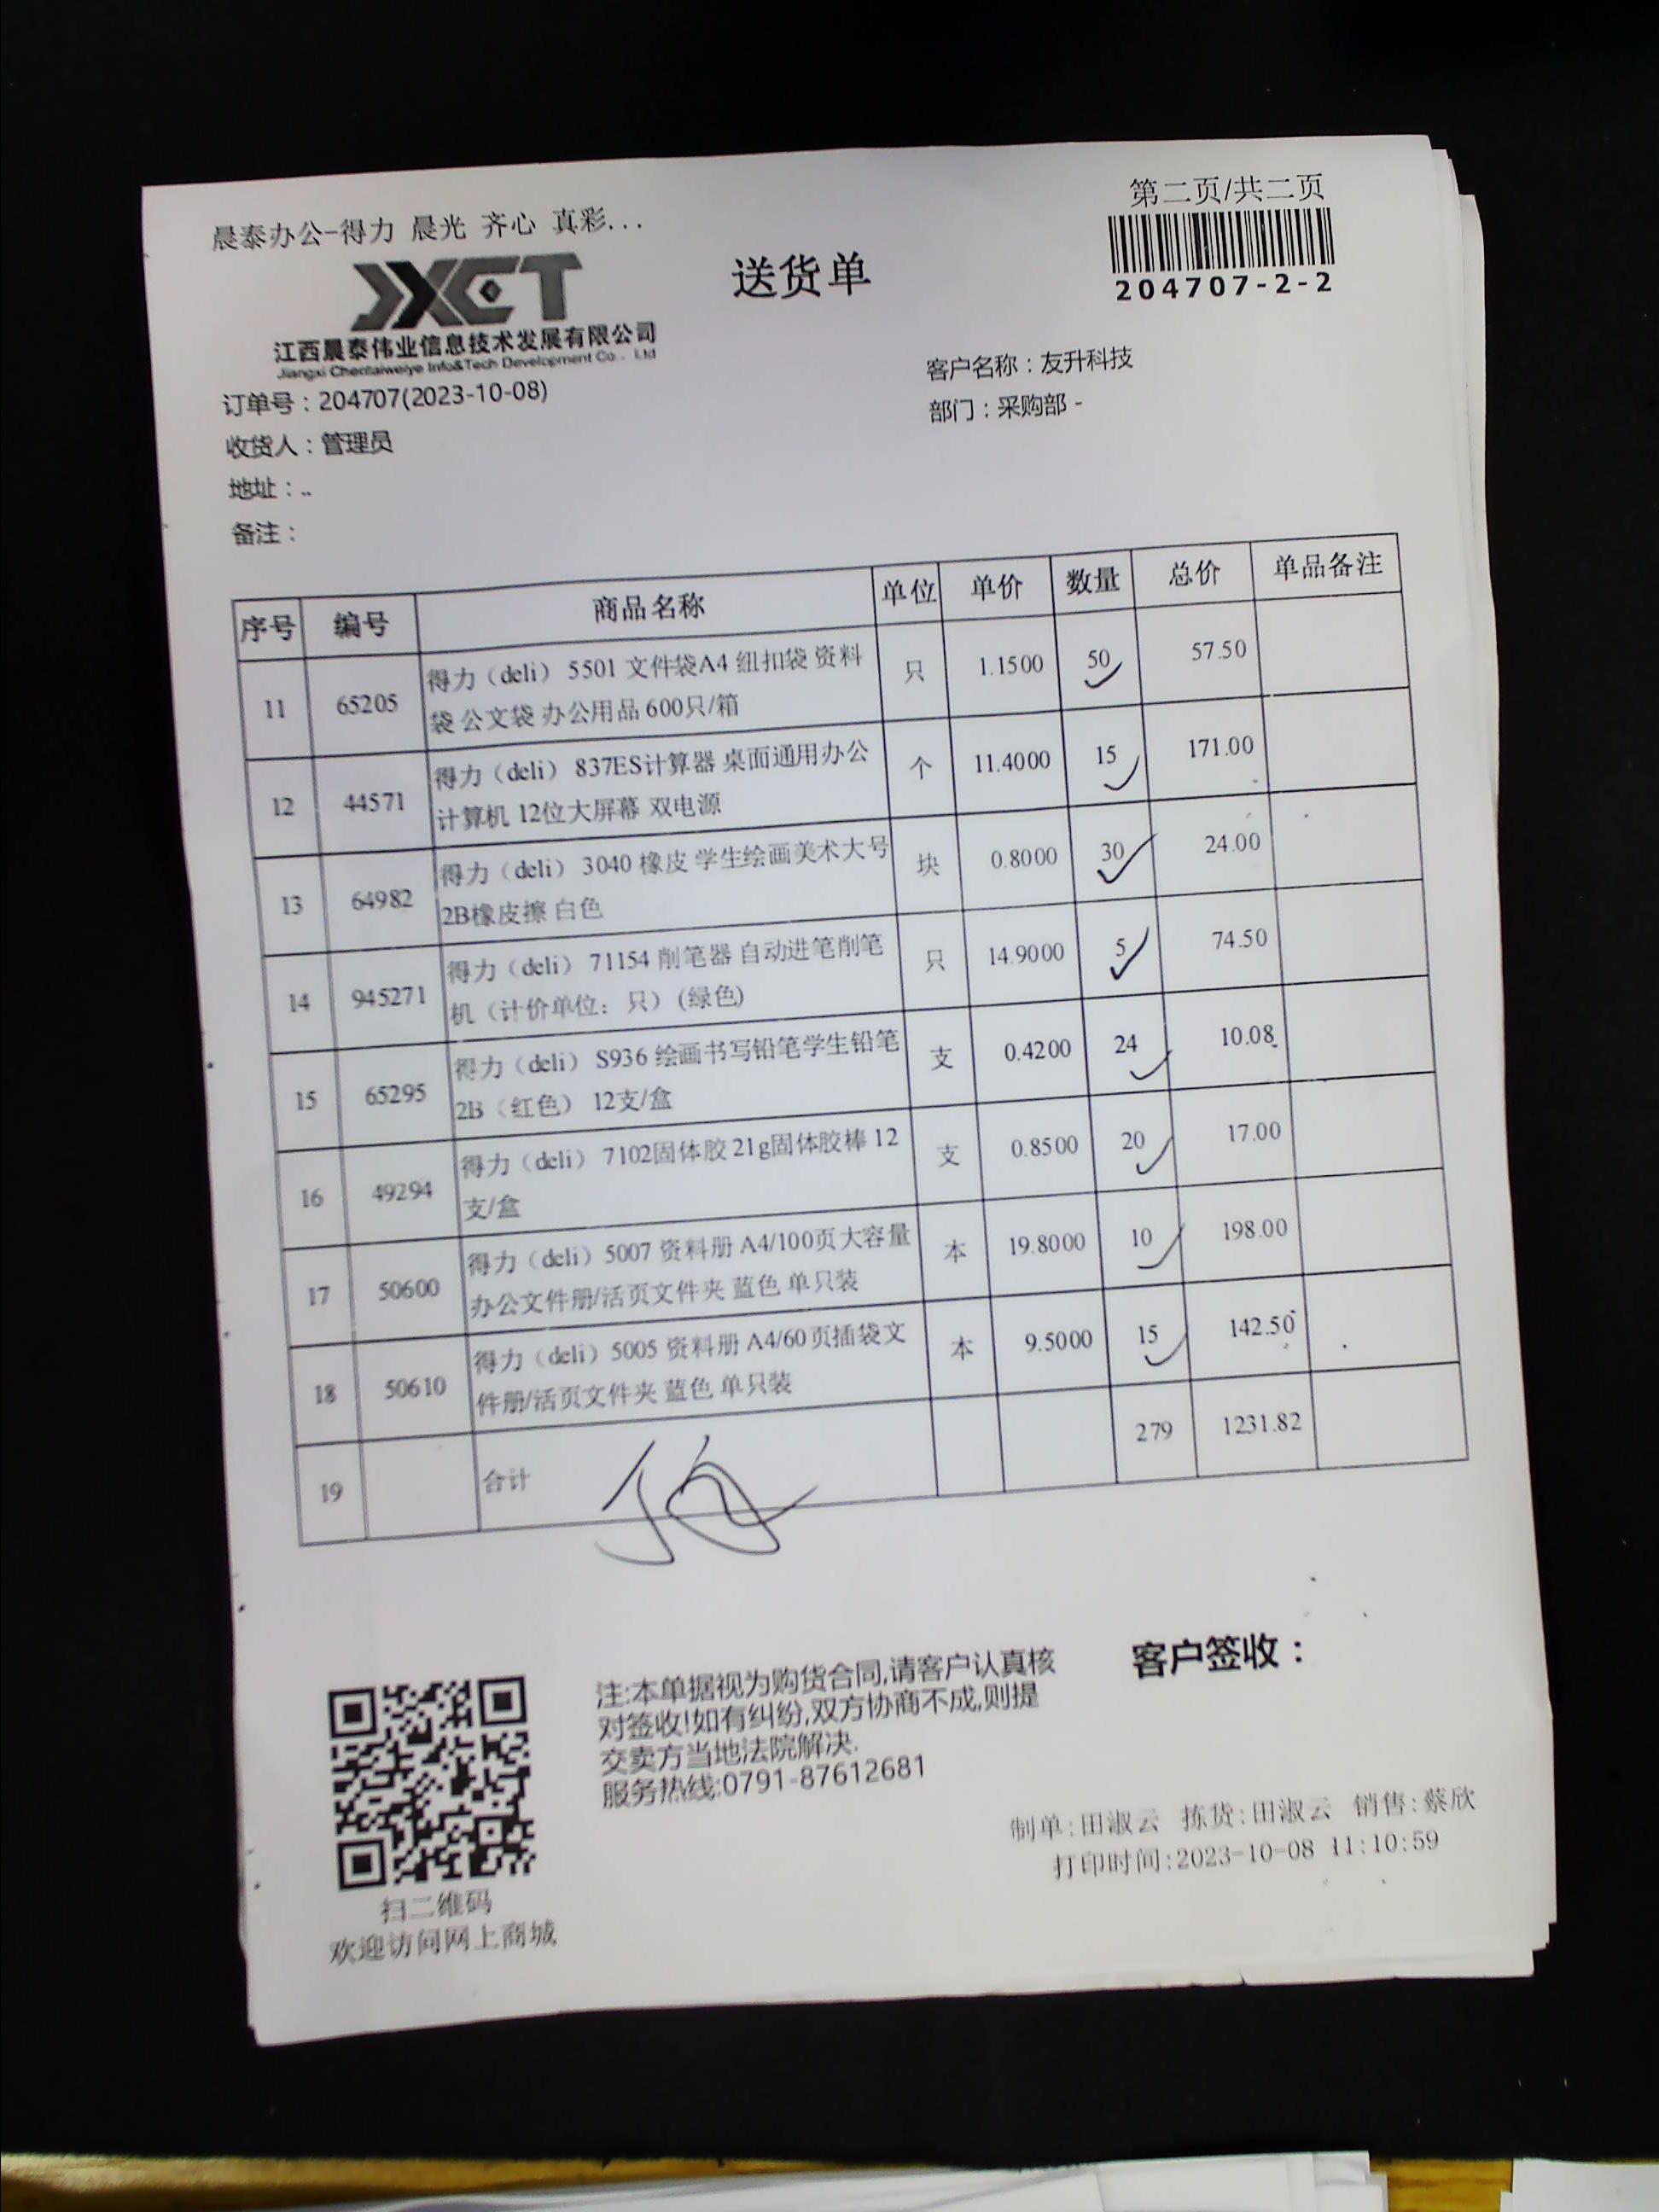 第二页/共二页
晨泰办公-得力 晨光 齐心 真彩...
JXCT
送货单
204707-2-2
江西晨泰伟业信息技术发展有限公司
Jiangxi Chentaiweiye Info&Tech Development Co.. Ltd
客户名称：友升科技
订单号：204707(2023-10-08)
部门：采购部 -
收货人：管理员
地址：..
备注：
序号 编号 商品名称 单位 单价 数量 总价 单品备注
11 65205 得力（deli） 5501 文件袋A4 纽扣袋 资料 只 1.1500 50 57.50
袋 公文袋 办公用品 600只/箱
12 44571 得力（deli） 837ES计算器 桌面通用办公 个 11.4000 15 171.00
计算机 12位大屏幕 双电源
13 64982 得力（deli） 3040 橡皮 学生绘画美术大号 块 0.8000 30 24.00
2B橡皮擦 白色
14 945271 得力（deli） 71154 削笔器 自动进笔削笔 只 14.9000 5 74.50
机（计价单位：只） (绿色)
15 65295 得力（deli） S936 绘画书写铅笔学生铅笔 支 0.4200 24 10.08
2B（红色） 12支/盒
16 49294 得力（deli） 7102固体胶 21g固体胶棒 12 支 0.8500 20 17.00
支/盒
17 50600 得力（deli）5007 资料册 A4/100页大容量 本 19.8000 10 198.00
办公文件册/活页文件夹 蓝色 单只装
18 50610 得力（deli）5005 资料册 A4/60页插袋文 本 9.5000 15 142.50
件册/活页文件夹 蓝色 单只装
19 合计 279 1231.82
客户签收：
注:本单据视为购货合同,请客户认真核
对签收!如有纠纷,双方协商不成,则提
交卖方当地法院解决.
服务热线:0791-87612681
制单:田淑云 拣货:田淑云 销售:蔡欣
打印时间:2023-10-08 11:10:59
扫二维码
欢迎访问网上商城